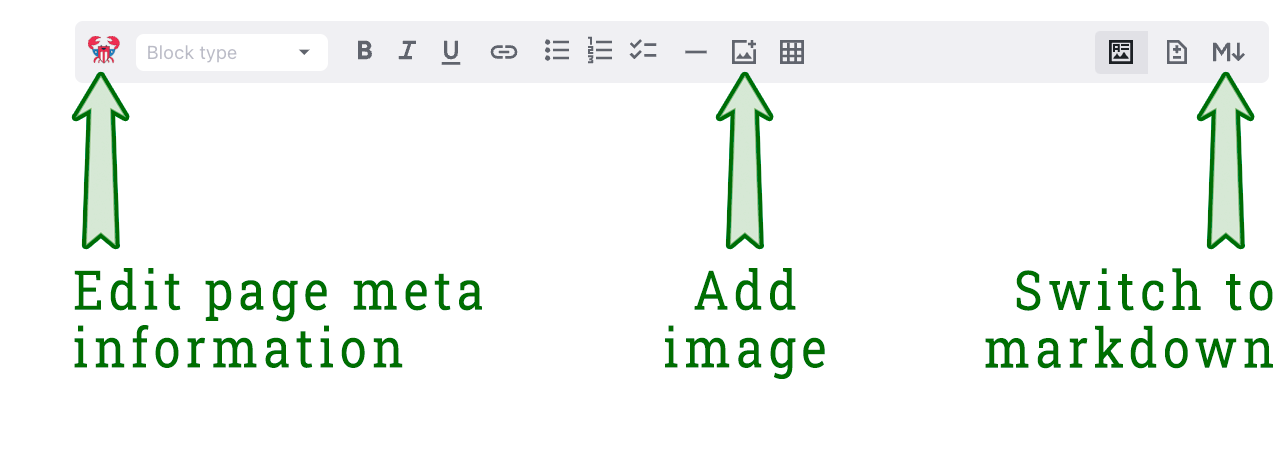 Block type B I U M↓
Edit page meta
information
Add
image
Switch to
markdown